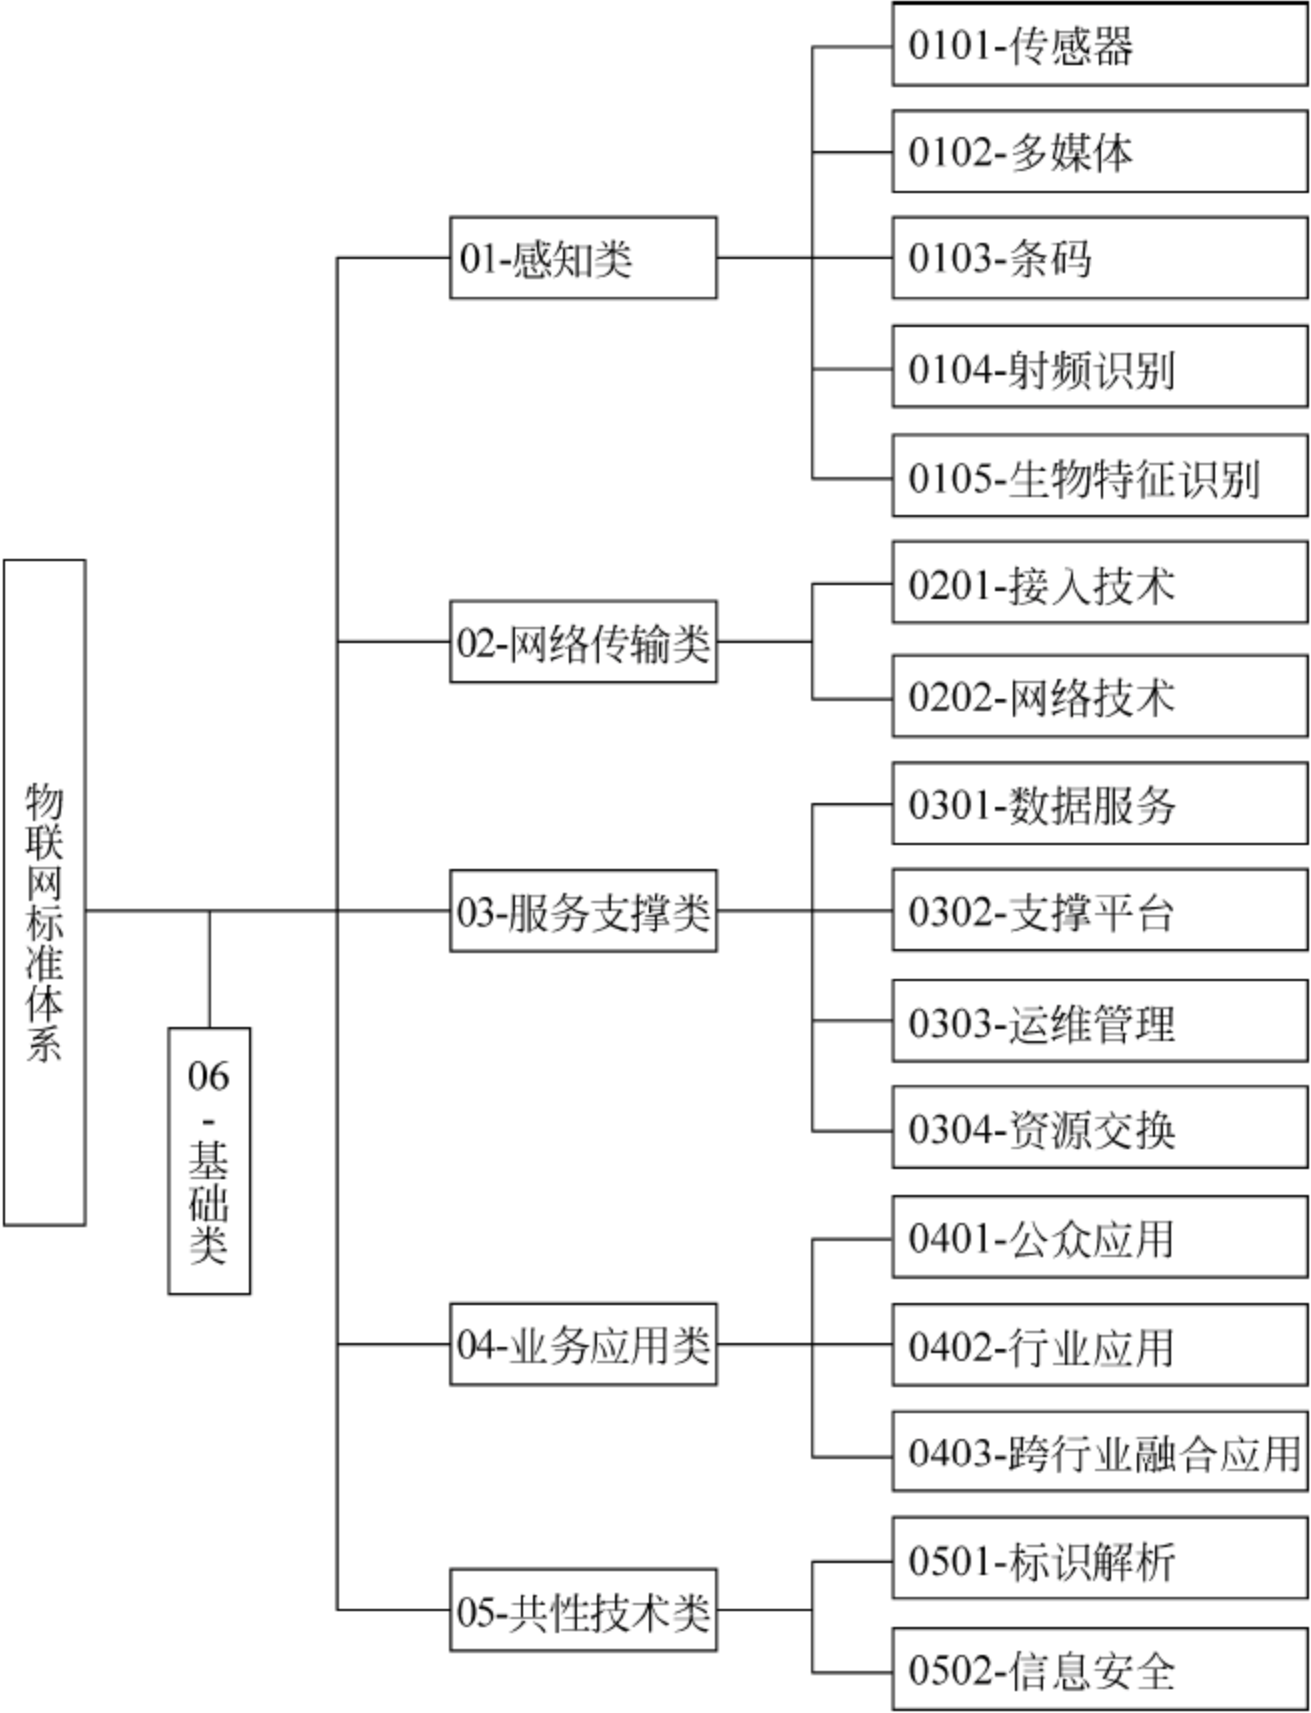 物联网标准体系
06-基础类
01-感知类
0101-传感器
0102-多媒体
0103-条码
0104-射频识别
0105-生物特征识别
02-网络传输类
0201-接入技术
0202-网络技术
03-服务支撑类
0301-数据服务
0302-支撑平台
0303-运维管理
0304-资源交换
04-业务应用类
0401-公众应用
0402-行业应用
0403-跨行业融合应用
05-共性技术类
0501-标识解析
0502-信息安全